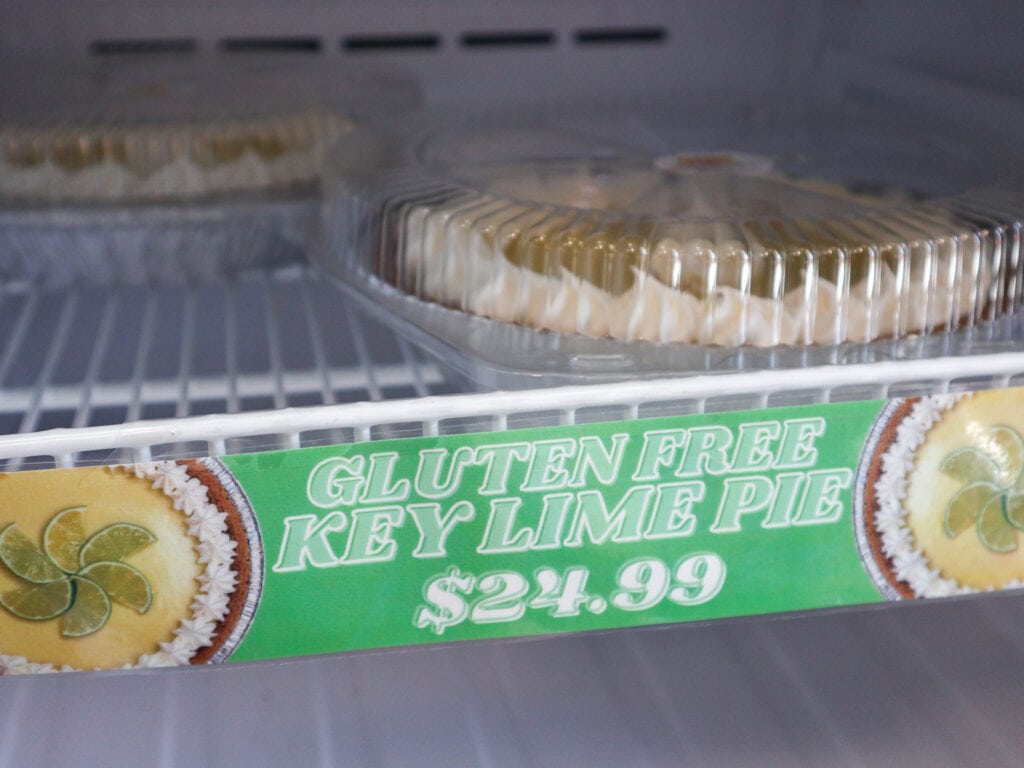 GLUTEN FREE
KEY LIME PIE
$24.99